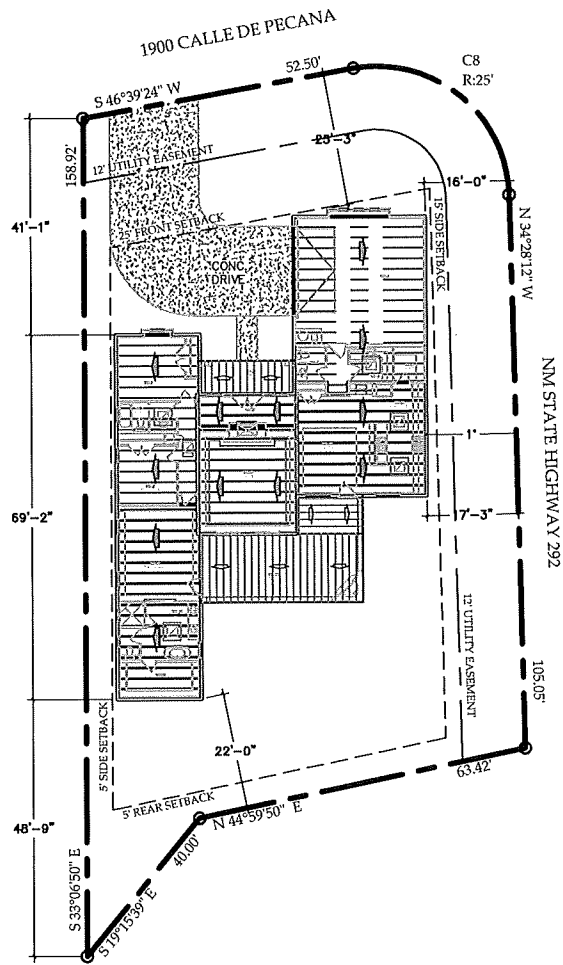 1900 CALLE DE PECANA
S 46°39'24" W
52.50'
C8
R:25'
158.92'
12' UTILITY EASEMENT
16'-0"
41'-1"
25' FRONT SETBACK
15' SIDE SETBACK
N 34°28'12" W
CONC
DRIVE
NM STATE HIGHWAY 292
1"
69'-2"
17'-3"
12' UTILITY EASEMENT
105.05'
5' SIDE SETBACK
22'-0"
63.42'
5' REAR SETBACK
N 44°59'50" E
48'-9"
40.00'
S 33°06'50" E
S 19°15'39" E